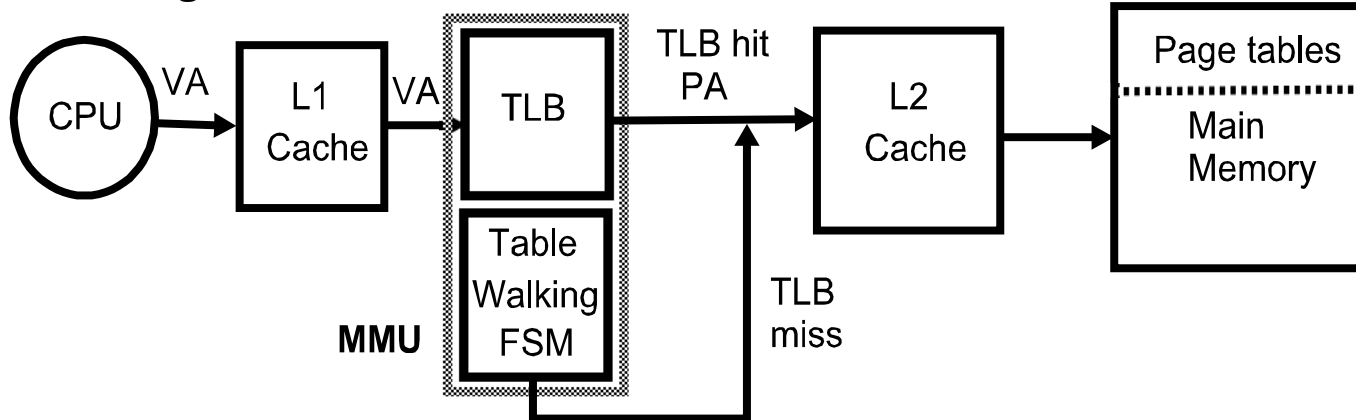 CPU
VA
L1
Cache
VA
TLB
Table
Walking
FSM
MMU
TLB hit
PA
TLB
miss
L2
Cache
Page tables
Main
Memory